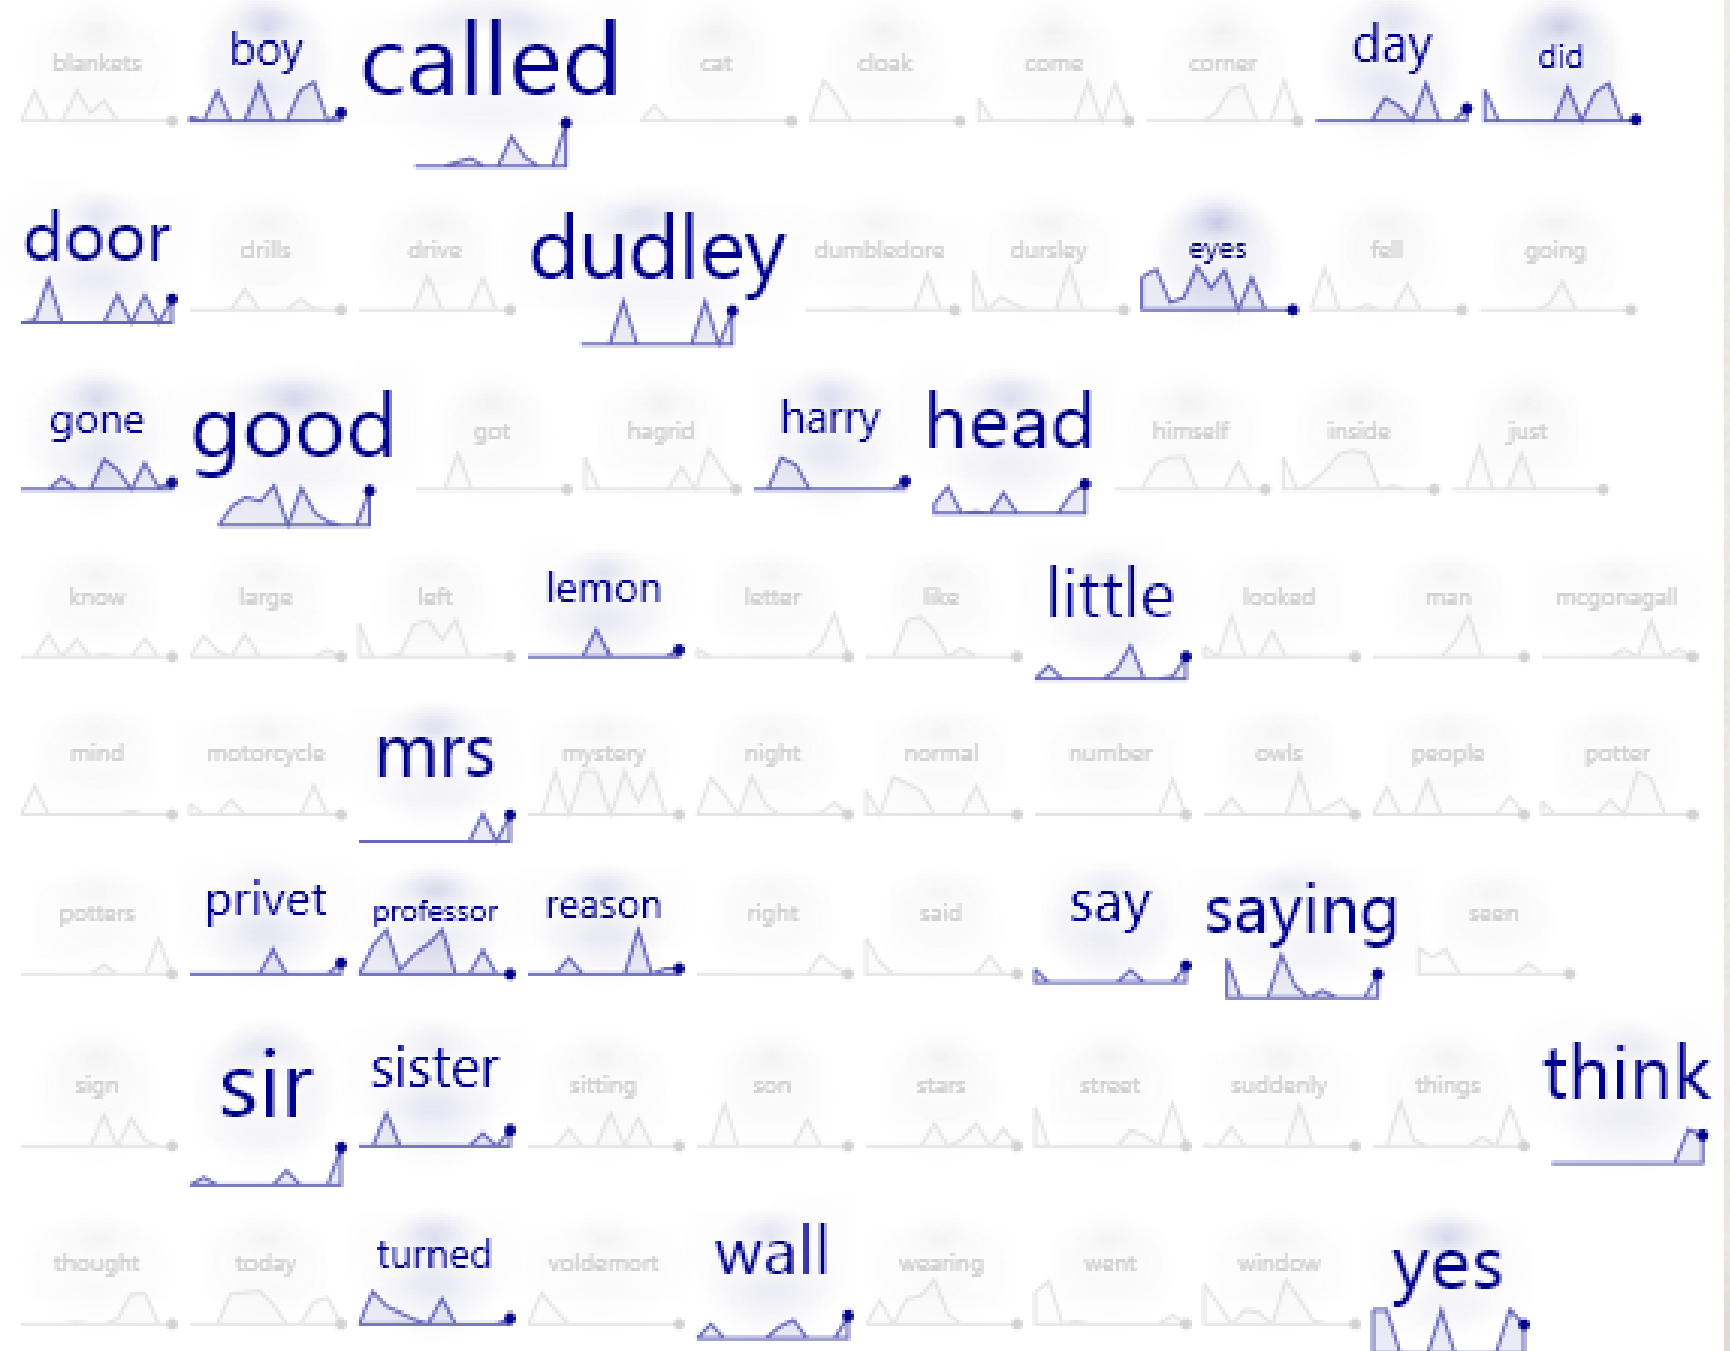 blankets boy called cat cloak come corner day did
door drills drive dudley dumbledore dursley eyes fell going
gone good got hagrid harry head himself inside just
know large left lemon letter like little looked man mcgonagall
mind motorcycle mrs mystery night normal number owls people potter
potters privet professor reason right said say saying seen
sign sir sister sitting son stars street suddenly things think
thought today turned voldemort wall wearing went window yes